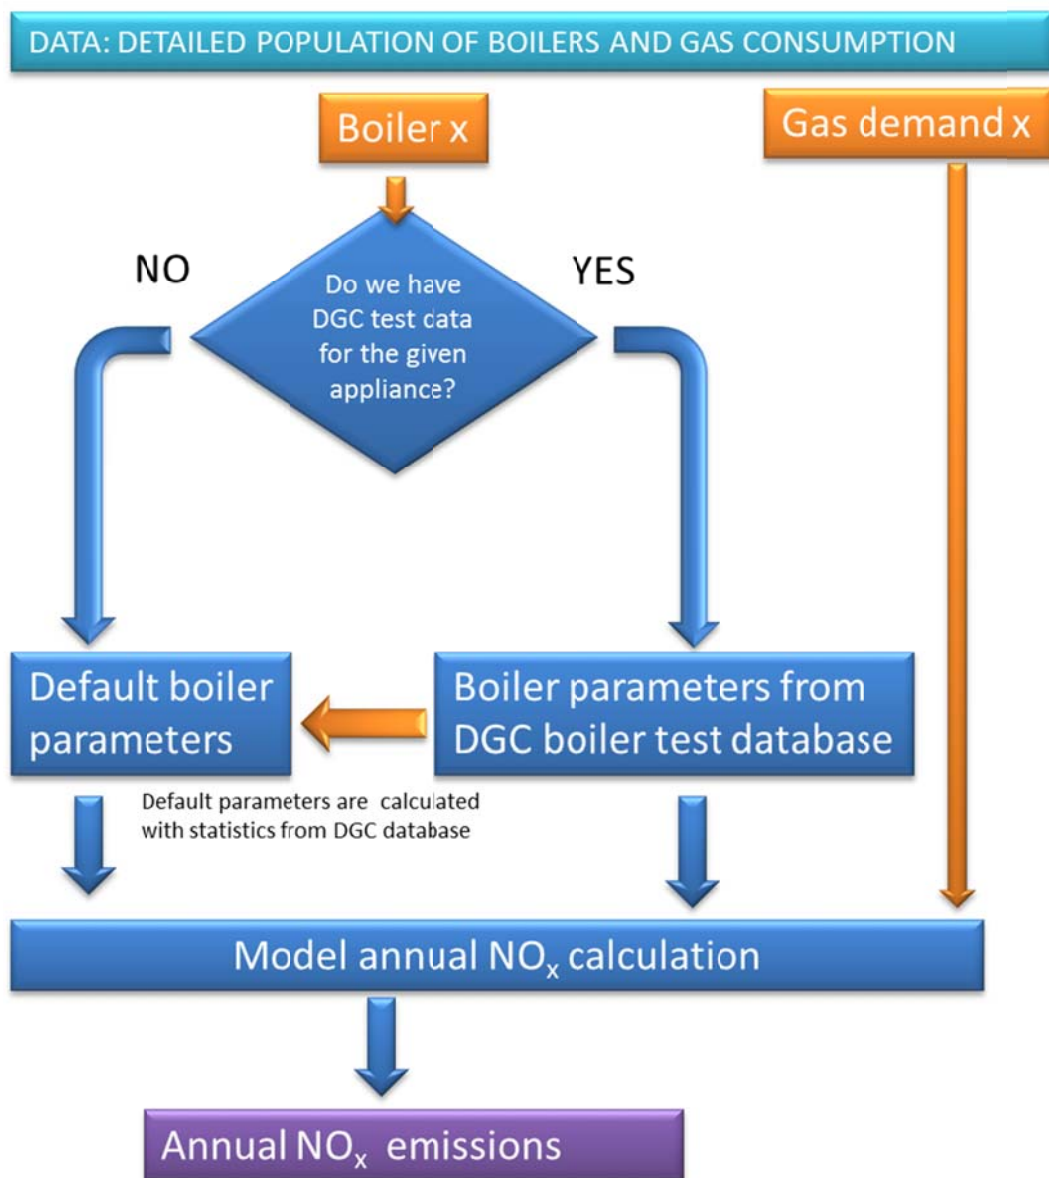 DATA: DETAILED POPULATION OF BOILERS AND GAS CONSUMPTION
Boiler x
Gas demand x
NO
YES
Do we have
DGC test data
for the given
appliance?
Default boiler
parameters
Boiler parameters from
DGC boiler test database
Default parameters are calculated
with statistics from DGC database
Model annual NOₓ calculation
Annual NOₓ emissions